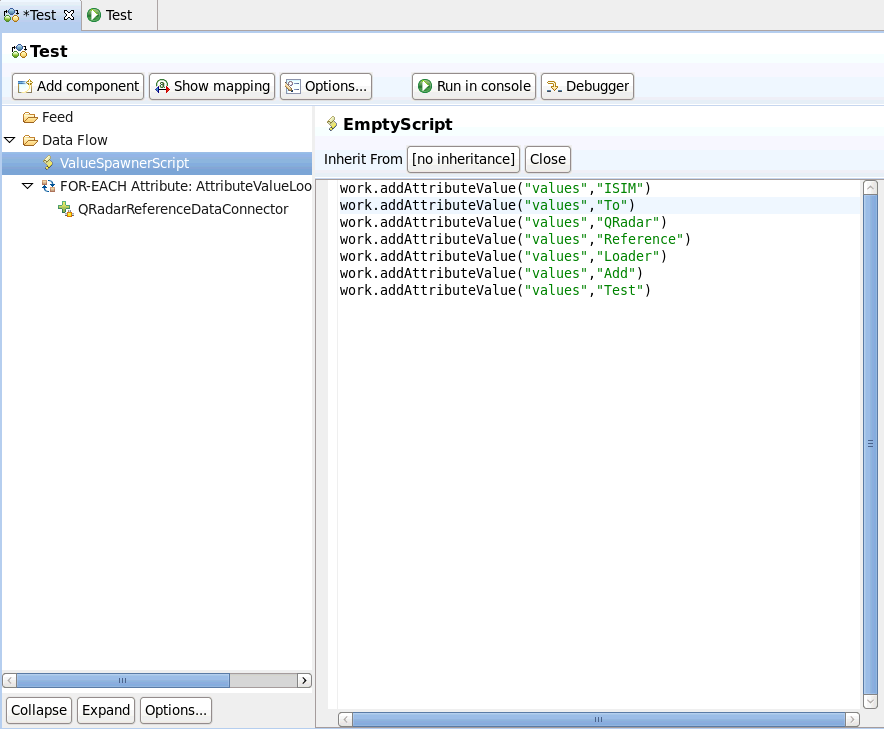 *Test Test
Test
Add component Show mapping Options... Run in console Debugger
Feed
Data Flow
ValueSpawnerScript
FOR-EACH Attribute: AttributeValueLoo
QRadarReferenceDataConnector
EmptyScript
Inherit From [no inheritance] Close
work.addAttributeValue("values","ISIM")
work.addAttributeValue("values","To")
work.addAttributeValue("values","QRadar")
work.addAttributeValue("values","Reference")
work.addAttributeValue("values","Loader")
work.addAttributeValue("values","Add")
work.addAttributeValue("values","Test")
Collapse Expand Options...